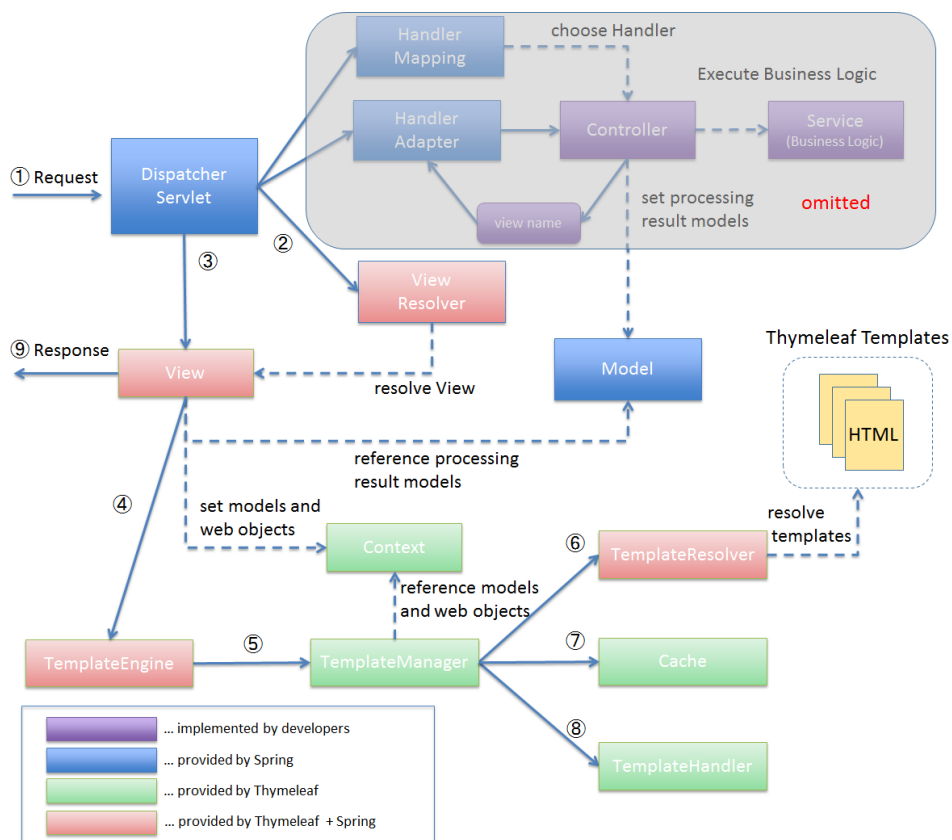 Handler
Mapping
choose Handler
Execute Business Logic
Handler
Adapter
Controller
Service
(Business Logic)
① Request
Dispatcher
Servlet
view name
set processing
result models
omitted
②
③
View
Resolver
⑨ Response
View
resolve View
Model
Thymeleaf Templates
HTML
reference processing
result models
④
set models and
web objects
Context
resolve
templates
⑥
TemplateResolver
reference models
and web objects
⑤
TemplateEngine
TemplateManager
⑦
Cache
⑧
TemplateHandler
... implemented by developers
... provided by Spring
... provided by Thymeleaf
... provided by Thymeleaf + Spring